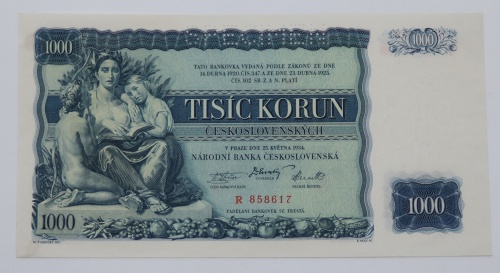 1000
1000
TATO BANKOVKA VYDANÁ PODLE ZÁKONŮ ZE DNE
14.DUBNA 1920, ČÍS.347 A ZE DNE 23.DUBNA 1925,
ČÍS. 102 SB. Z. A N. PLATÍ
TISÍC KORUN
ČESKOSLOVENSKÝCH
V PRAZE DNE 25. KVĚTNA 1934.
NÁRODNÍ BANKA ČESKOSLOVENSKÁ
R 858617
PADĚLÁNÍ BANKOVEK SE TRESTÁ.
1000
1000